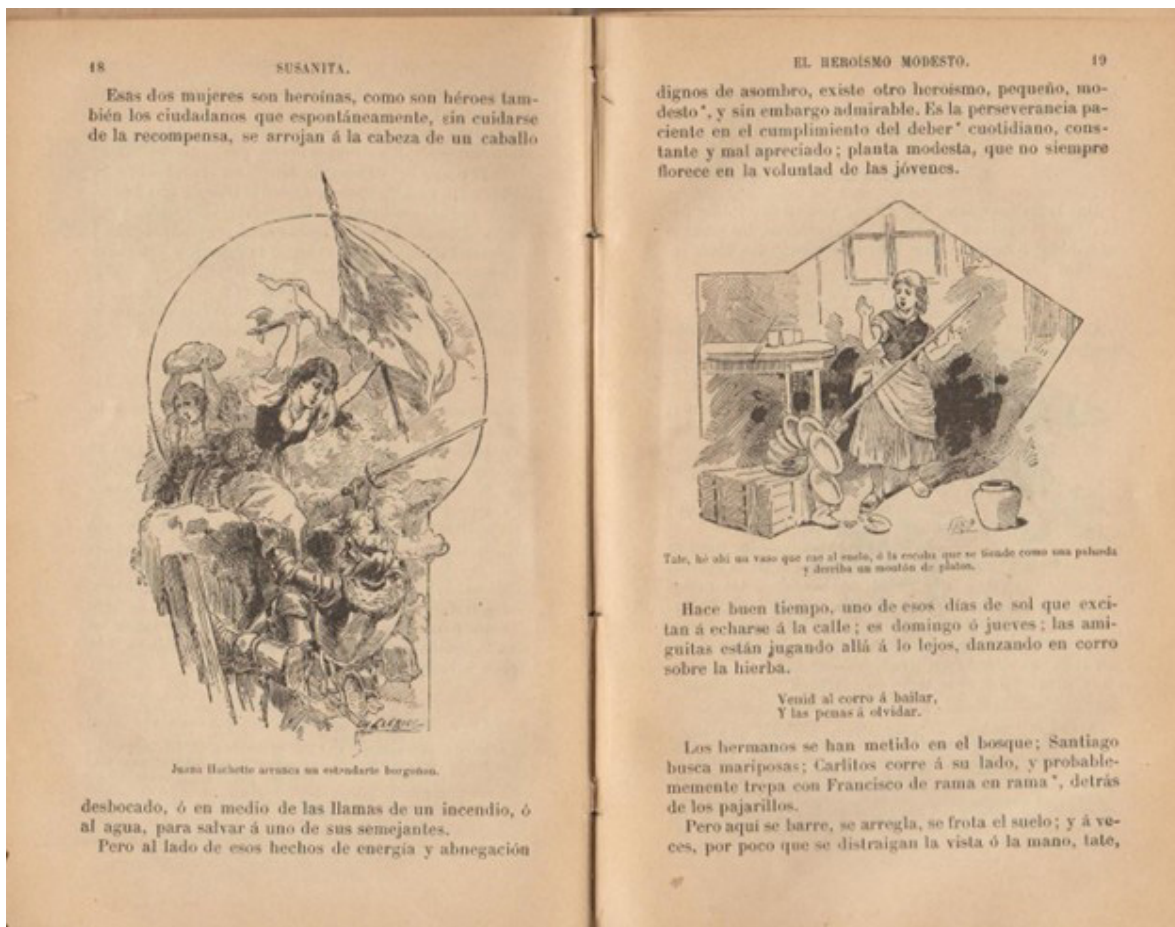 18
SUSANITA.
Esas dos mujeres son heroínas, como son héroes tam-
bién los ciudadanos que espontáneamente, sin cuidarse
de la recompensa, se arrojan á la cabeza de un caballo
Juana Hachette arranca un estandarte borgoñon.
desbocado, ó en medio de las llamas de un incendio, ó
al agua, para salvar á uno de sus semejantes.
Pero al lado de esos hechos de energía y abnegación
EL HEROÍSMO MODESTO.
19
dignos de asombro, existe otro heroismo, pequeño, mo-
desto*, y sin embargo admirable. Es la perseverancia pa-
ciente en el cumplimiento del deber* cuotidiano, cons-
tante y mal apreciado; planta modesta, que no siempre
florece en la voluntad de las jóvenes.
Tate, hé ahí un vaso que cae al suelo, ó la escoba que se tiende como una palurda
y derriba un montón de platos.
Hace buen tiempo, uno de esos días de sol que exci-
tan á echarse á la calle; es domingo ó jueves; las ami-
guitas están jugando allá á lo lejos, danzando en corro
sobre la hierba.
Venid al corro á bailar,
Y las penas á olvidar.
Los hermanos se han metido en el bosque; Santiago
busca mariposas; Carlitos corre á su lado, y probable-
memente trepa con Francisco de rama en rama*, detrás
de los pajarillos.
Pero aquí se barre, se arregla, se frota el suelo; y á ve-
ces, por poco que se distraigan la vista ó la mano, tate,